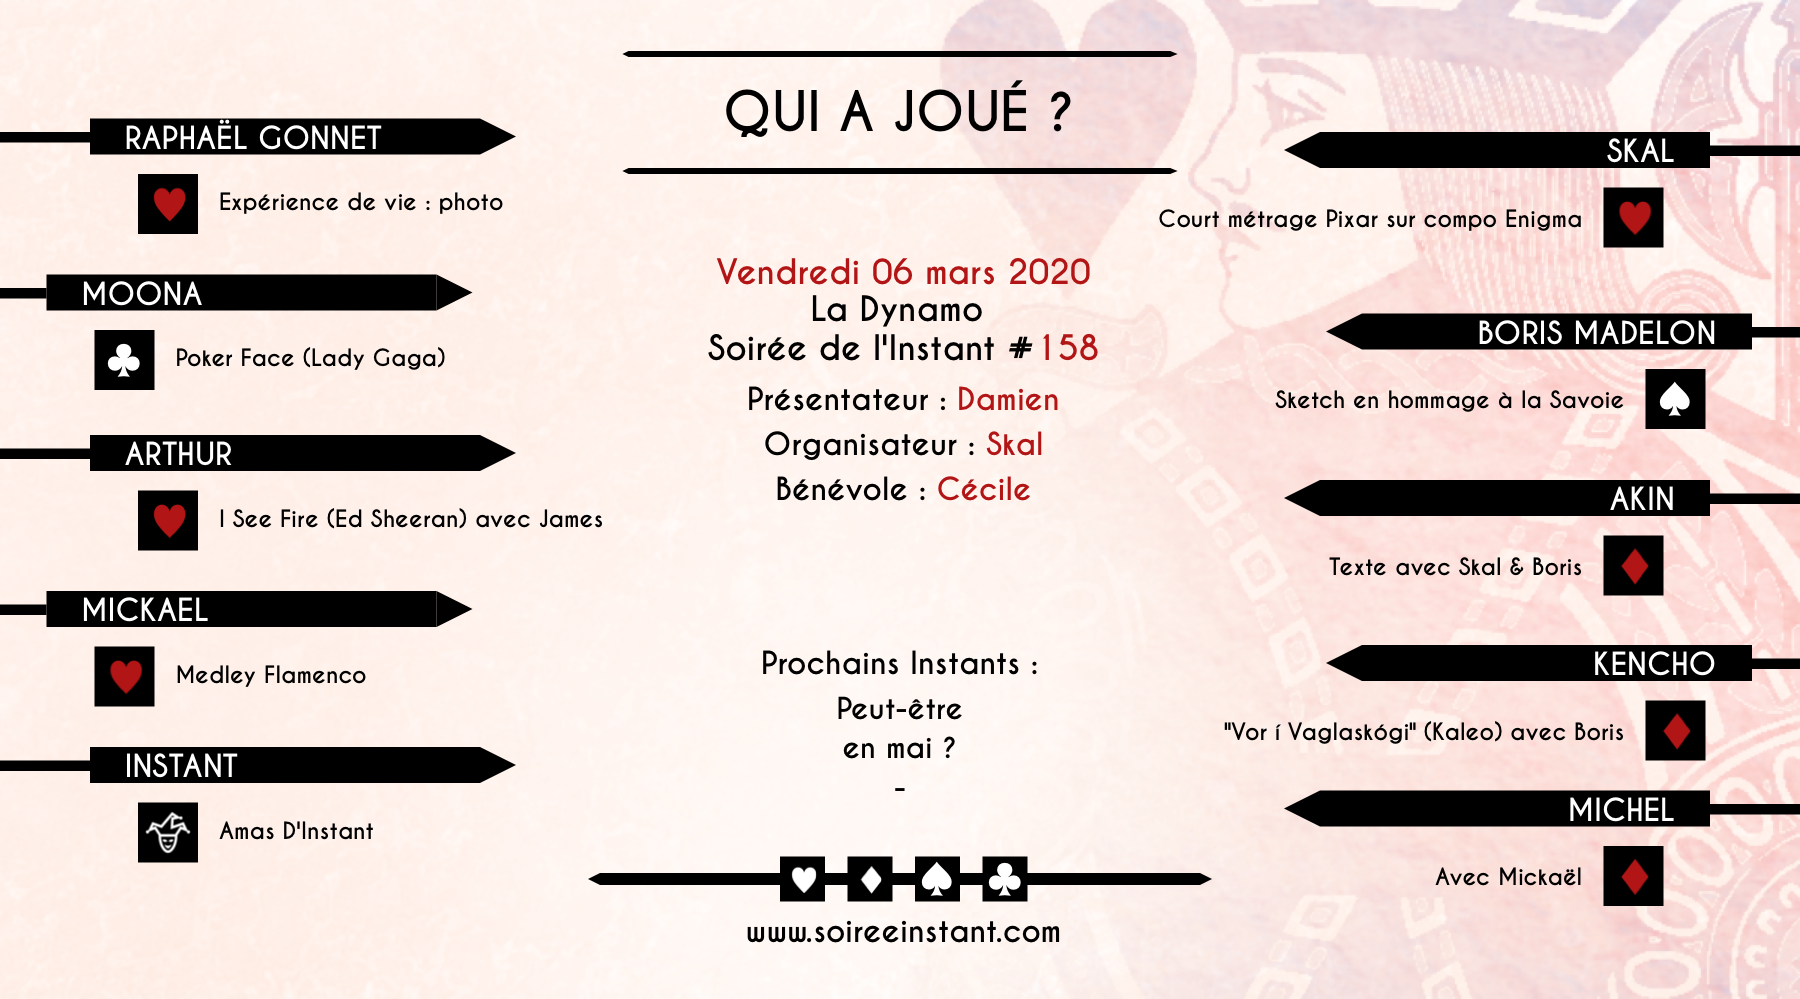 QUI A JOUÉ ?
RAPHAËL GONNET
Expérience de vie : photo
MOONA
Poker Face (Lady Gaga)
ARTHUR
I See Fire (Ed Sheeran) avec James
MICKAEL
Medley Flamenco
INSTANT
Amas D'Instant
Vendredi 06 mars 2020
La Dynamo
Soirée de l'Instant #158
Présentateur : Damien
Organisateur : Skal
Bénévole : Cécile
Prochains Instants :
Peut-être
en mai ?
-
www.soireeinstant.com
SKAL
Court métrage Pixar sur compo Enigma
BORIS MADELON
Sketch en hommage à la Savoie
AKIN
Texte avec Skal & Boris
KENCHO
"Vor í Vaglaskógi" (Kaleo) avec Boris
MICHEL
Avec Mickaël